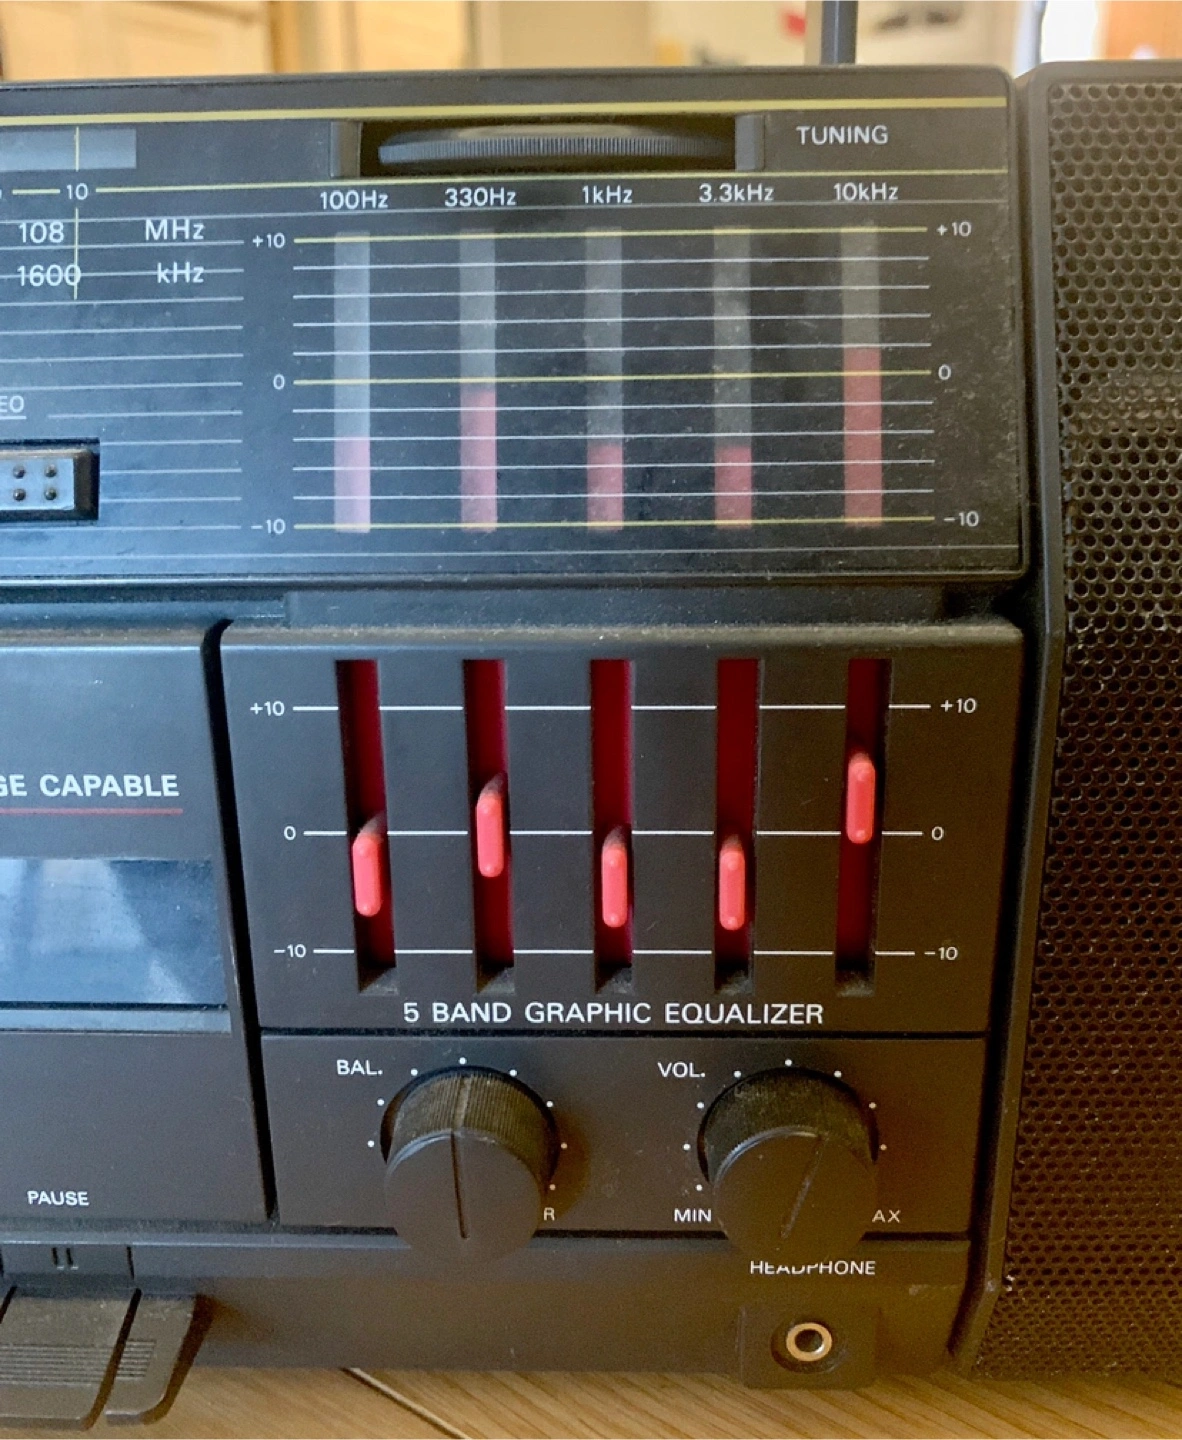 TUNING
10 100Hz 330Hz 1kHz 3.3kHz 10kHz
108 MHz +10 +10
1600 kHz
0 0
EO
-10 -10
+10 +10
GE CAPABLE
0 0
-10 -10
5 BAND GRAPHIC EQUALIZER
BAL. VOL.
PAUSE
R MIN AX
HEADPHONE